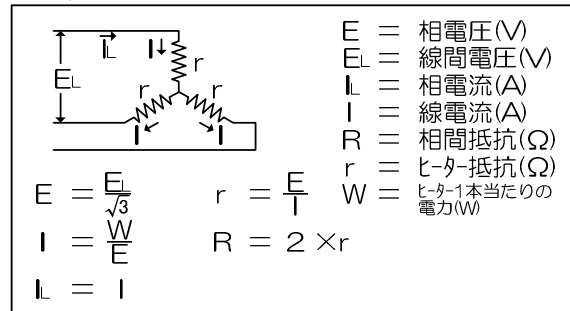 E = 相電圧(V)
EL = 線間電圧(V)
IL = 相電流(A)
I = 線電流(A)
R = 相間抵抗(Ω)
r = ヒーター抵抗(Ω)
W = ヒーター1本当たりの
電力(W)
IL
I
r
EL
r
r
I
I
E = EL/√3
r = E/I
I = W/E
R = 2 ×r
IL = I